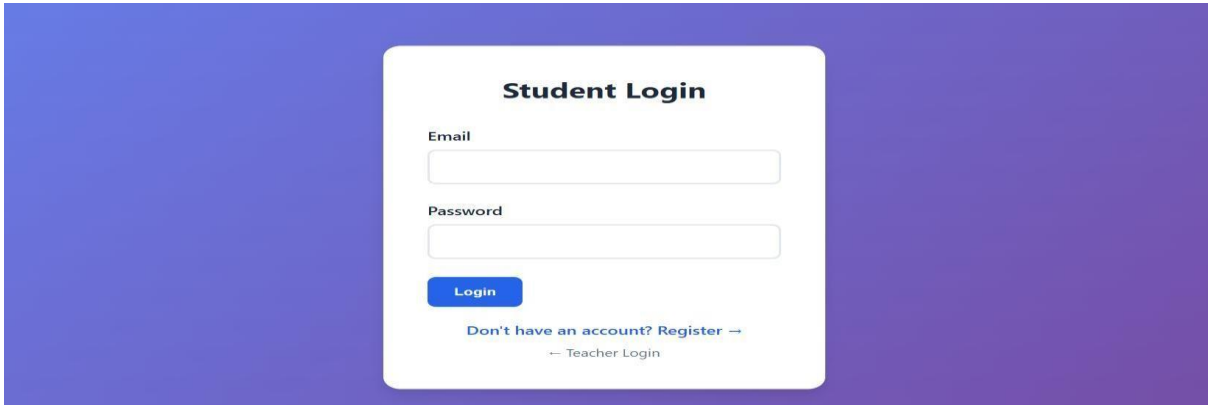 Student Login
Email
Password
Login
Don't have an account? Register →
← Teacher Login